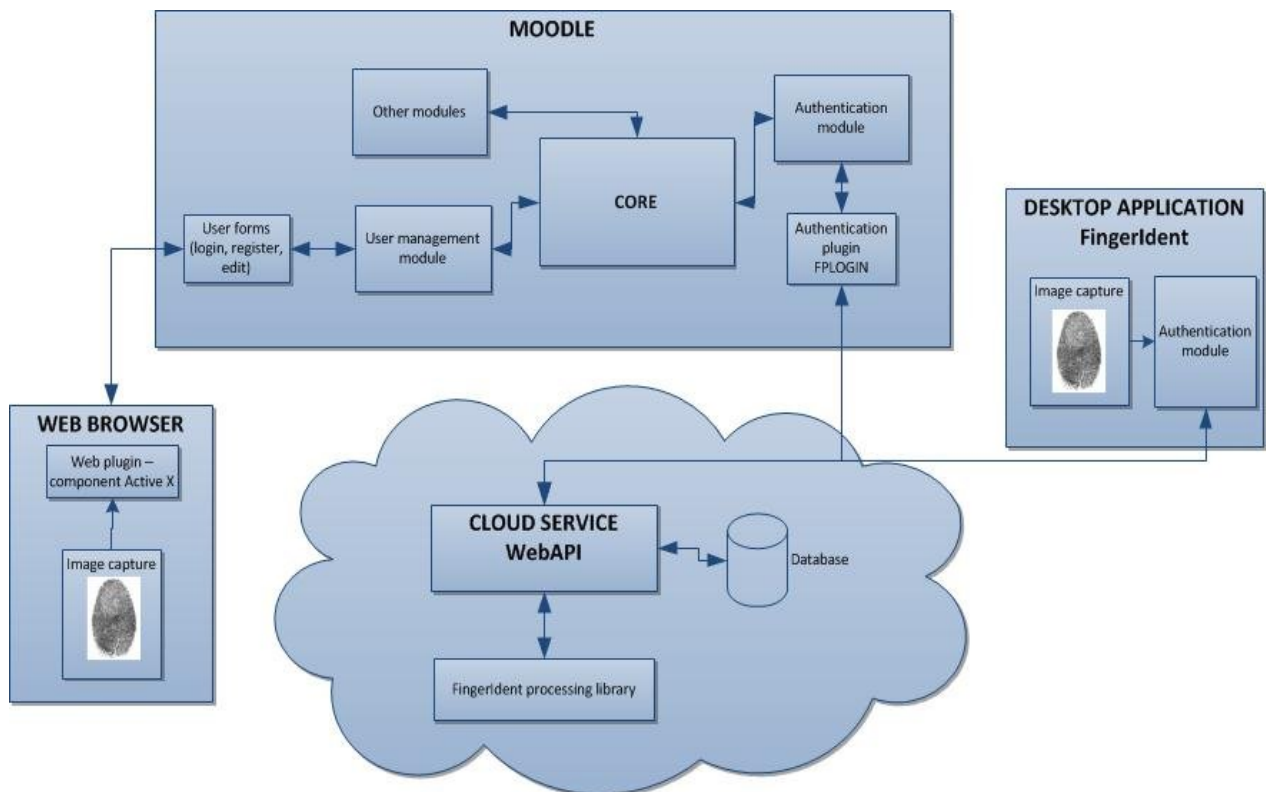 MOODLE
Other modules
Authentication
module
CORE
User forms
(login, register,
edit)
User management
module
Authentication
plugin
FPLOGIN
DESKTOP APPLICATION
FingerIdent
Image capture
Authentication
module
WEB BROWSER
Web plugin –
component Active X
Image capture
CLOUD SERVICE
WebAPI
Database
FingerIdent processing library